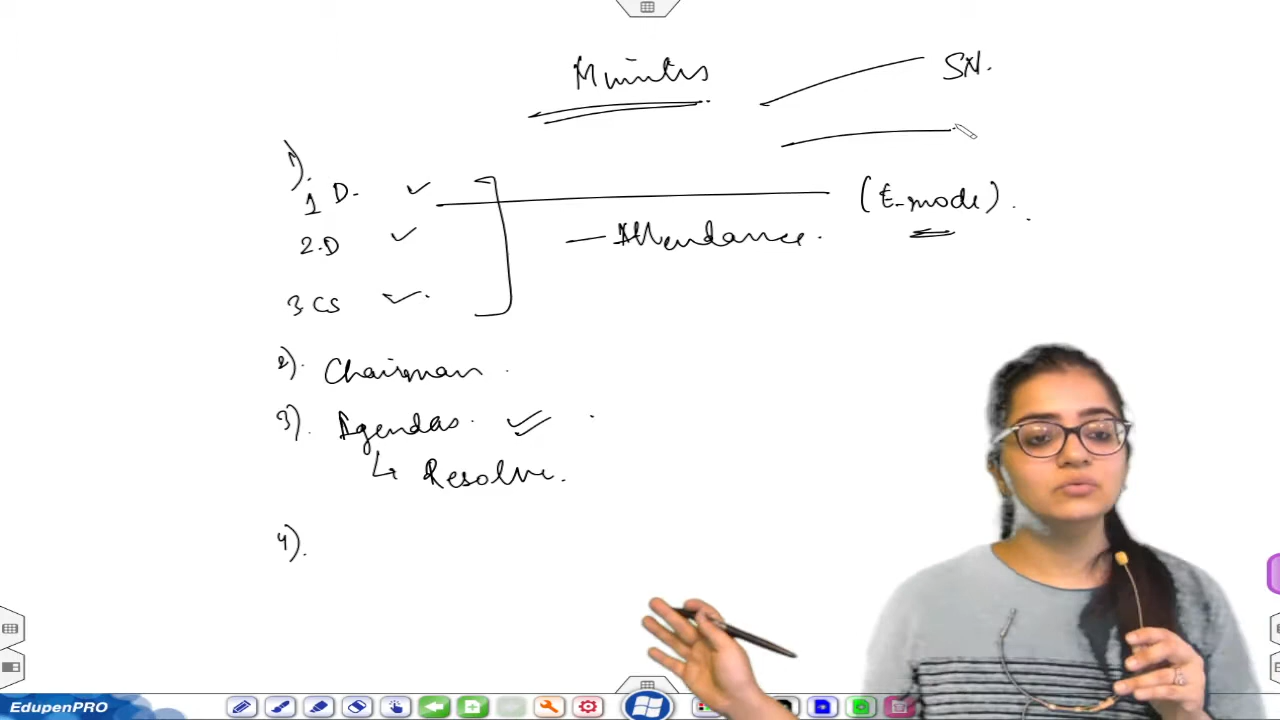 Minutes
SN.
1).
1 D.
(E-mode).
2. D
— Attendance.
3. CS
2). Chairman.
3). Agendas.
↳ Resolve.
4).
EdupenPRO